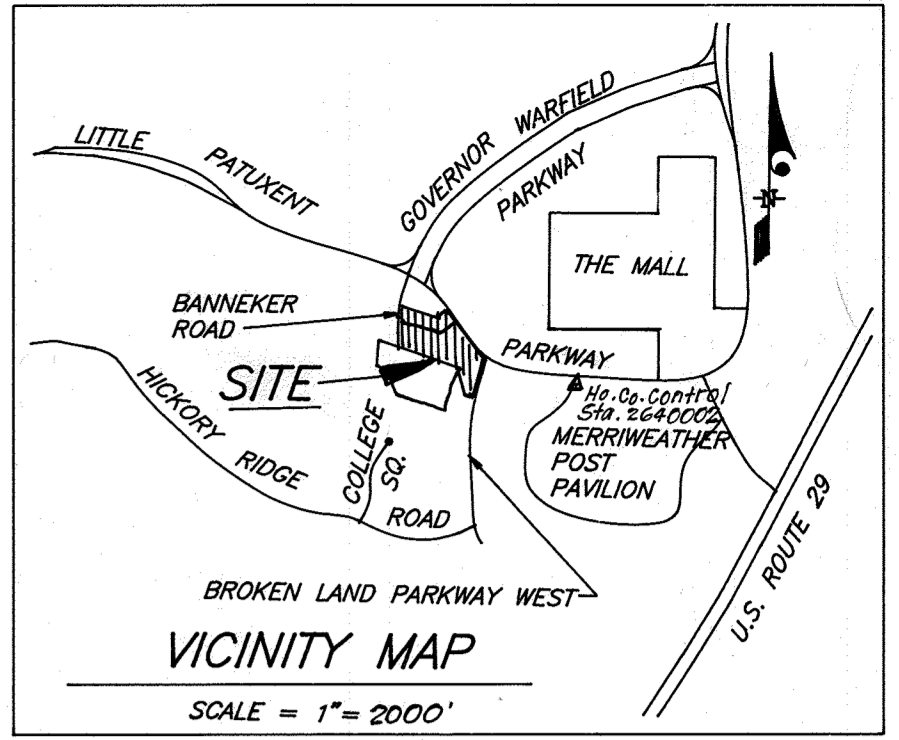 LITTLE
PATUXENT
GOVERNOR WARFIELD
PARKWAY
N
THE MALL
BANNEKER
ROAD
SITE
PARKWAY
Ho. Co. Control
Sta. 2640002
MERRIWEATHER
POST
PAVILION
HICKORY
RIDGE
ROAD
COLLEGE
SQ.
BROKEN LAND PARKWAY WEST
U.S. ROUTE 29
VICINITY MAP
SCALE = 1"= 2000'